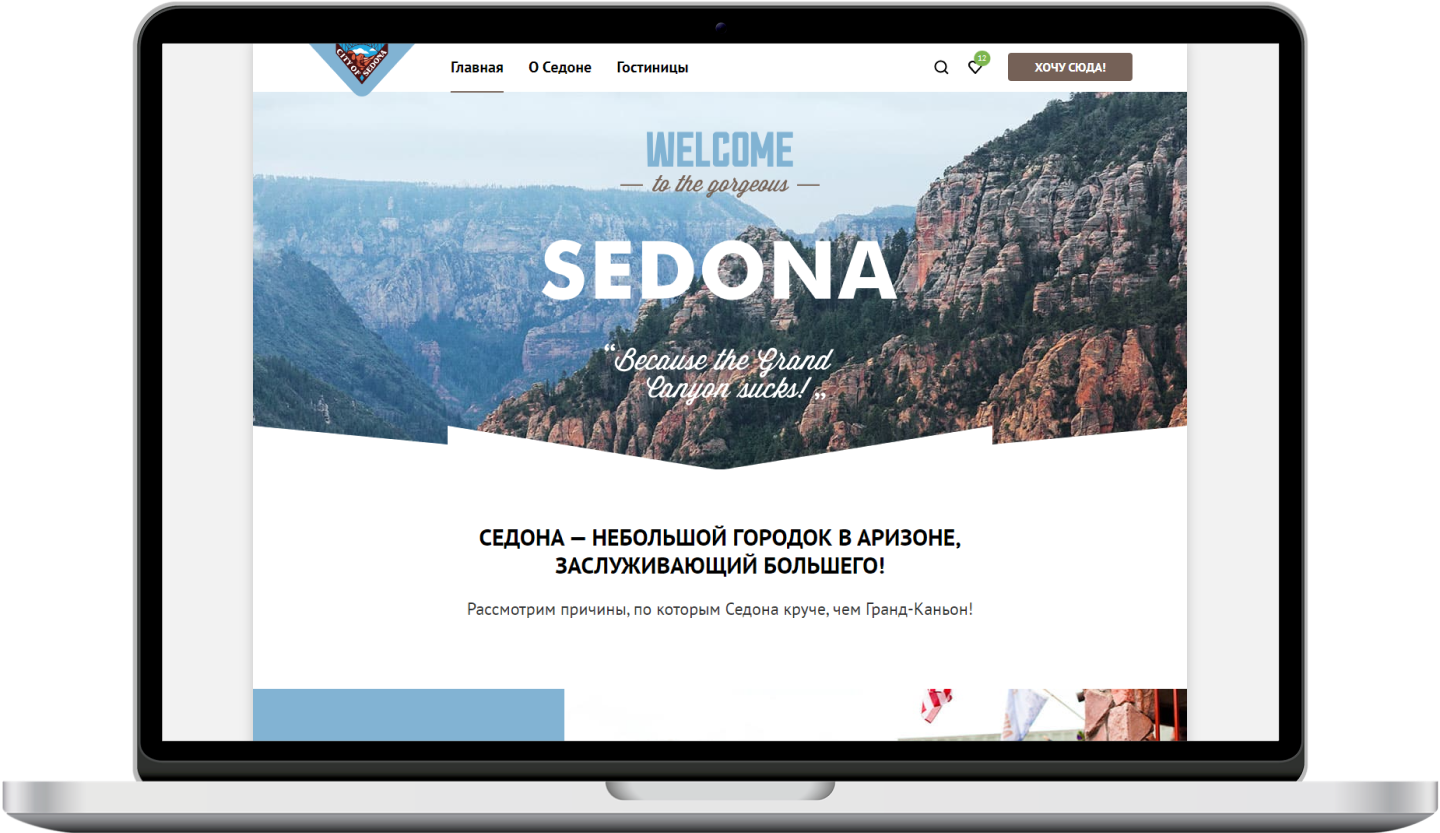 CITY OF SEDONA
Главная О Седоне Гостиницы 12 ХОЧУ СЮДА!
WELCOME
to the gorgeous
SEDONA
“Because the Grand
Canyon sucks!„
СЕДОНА — НЕБОЛЬШОЙ ГОРОДОК В АРИЗОНЕ,
ЗАСЛУЖИВАЮЩИЙ БОЛЬШЕГО!
Рассмотрим причины, по которым Седона круче, чем Гранд-Каньон!